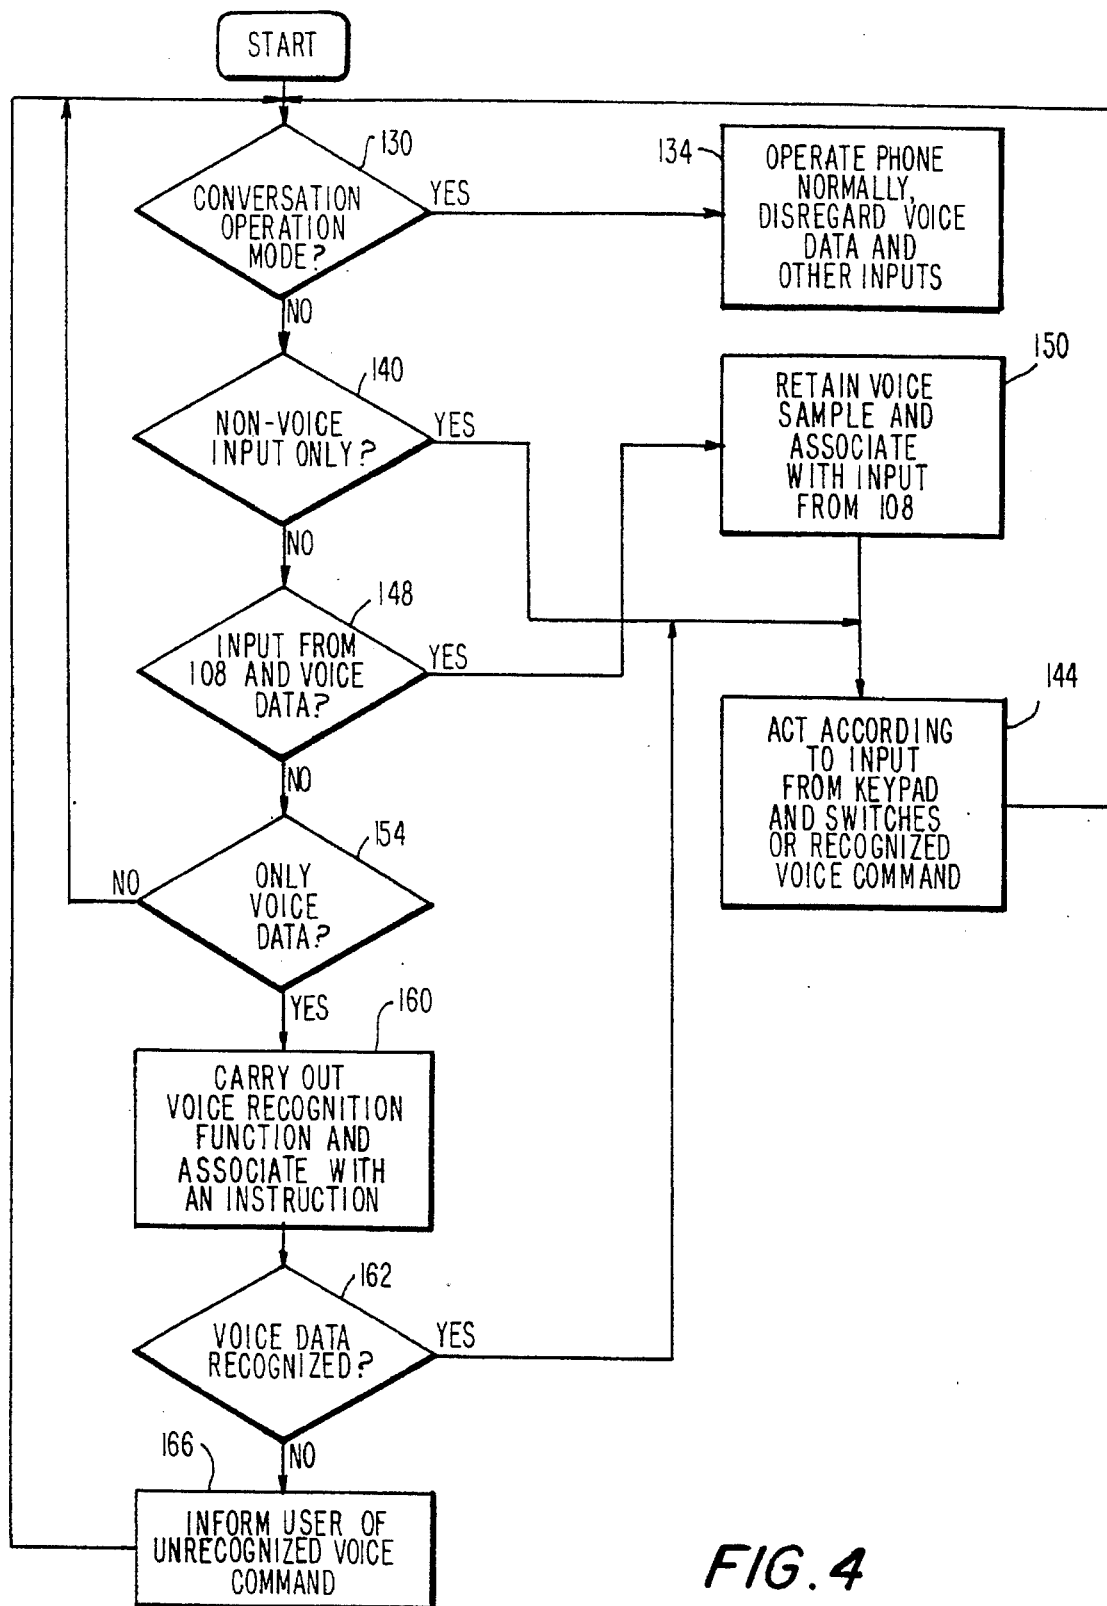 START
130
CONVERSATION
OPERATION
MODE?
YES
NO
134
OPERATE PHONE
NORMALLY,
DISREGARD VOICE
DATA AND
OTHER INPUTS
140
NON-VOICE
INPUT ONLY?
YES
NO
150
RETAIN VOICE
SAMPLE AND
ASSOCIATE
WITH INPUT
FROM 108
148
INPUT FROM
108 AND VOICE
DATA?
YES
NO
144
ACT ACCORDING
TO INPUT
FROM KEYPAD
AND SWITCHES
OR RECOGNIZED
VOICE COMMAND
154
ONLY
VOICE
DATA?
NO
YES
160
CARRY OUT
VOICE RECOGNITION
FUNCTION AND
ASSOCIATE WITH
AN INSTRUCTION
162
VOICE DATA
RECOGNIZED?
YES
NO
166
INFORM USER OF
UNRECOGNIZED VOICE
COMMAND
FIG. 4